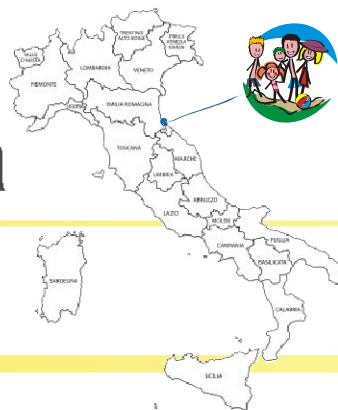 TRENTINO
ALTO ADIGE
FRIULI
VENEZIA
GIULIA
VALLE
D'AOSTA
LOMBARDIA
VENETO
PIEMONTE
LIGURIA
EMILIA-ROMAGNA
TOSCANA
MARCHE
UMBRIA
LAZIO
ABRUZZO
MOLISE
CAMPANIA
PUGLIA
BASILICATA
SARDEGNA
CALABRIA
SICILIA